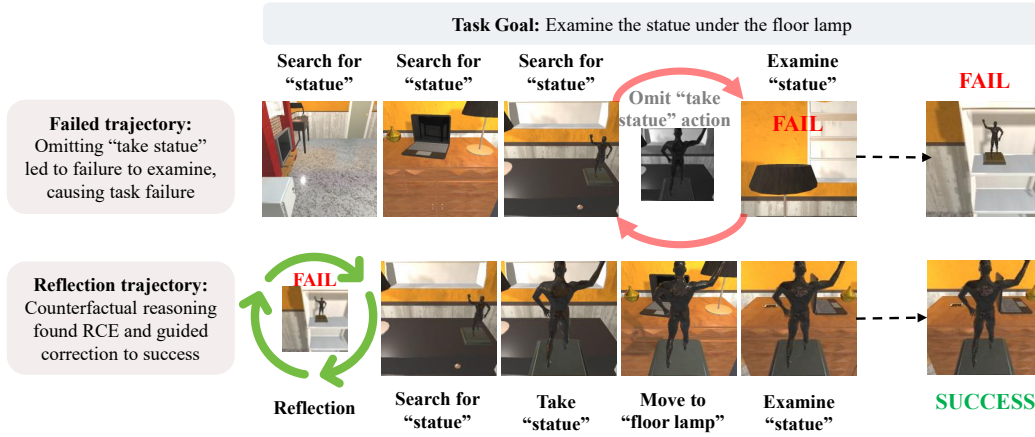 Task Goal: Examine the statue under the floor lamp
Search for
“statue”
Search for
“statue”
Search for
“statue”
Examine
“statue”
FAIL
Failed trajectory:
Omitting “take statue”
led to failure to examine,
causing task failure
Omit “take
statue” action
FAIL
Reflection trajectory:
Counterfactual reasoning
found RCE and guided
correction to success
FAIL
Reflection
Search for
“statue”
Take
“statue”
Move to
“floor lamp”
Examine
“statue”
SUCCESS